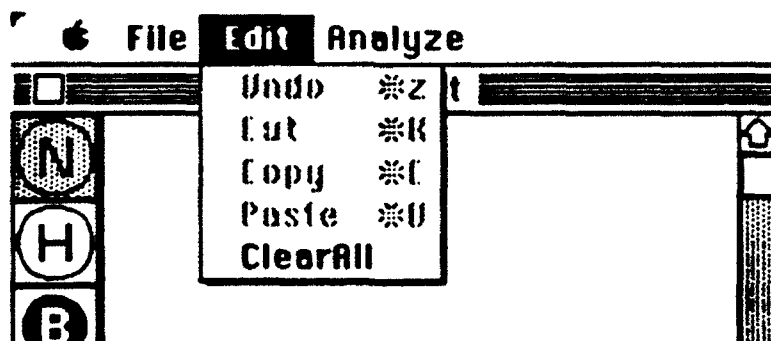 File Edit Analyze
Undo ⌘Z
t
Cut ⌘X
Copy ⌘C
Paste ⌘V
ClearAll
N
H
B